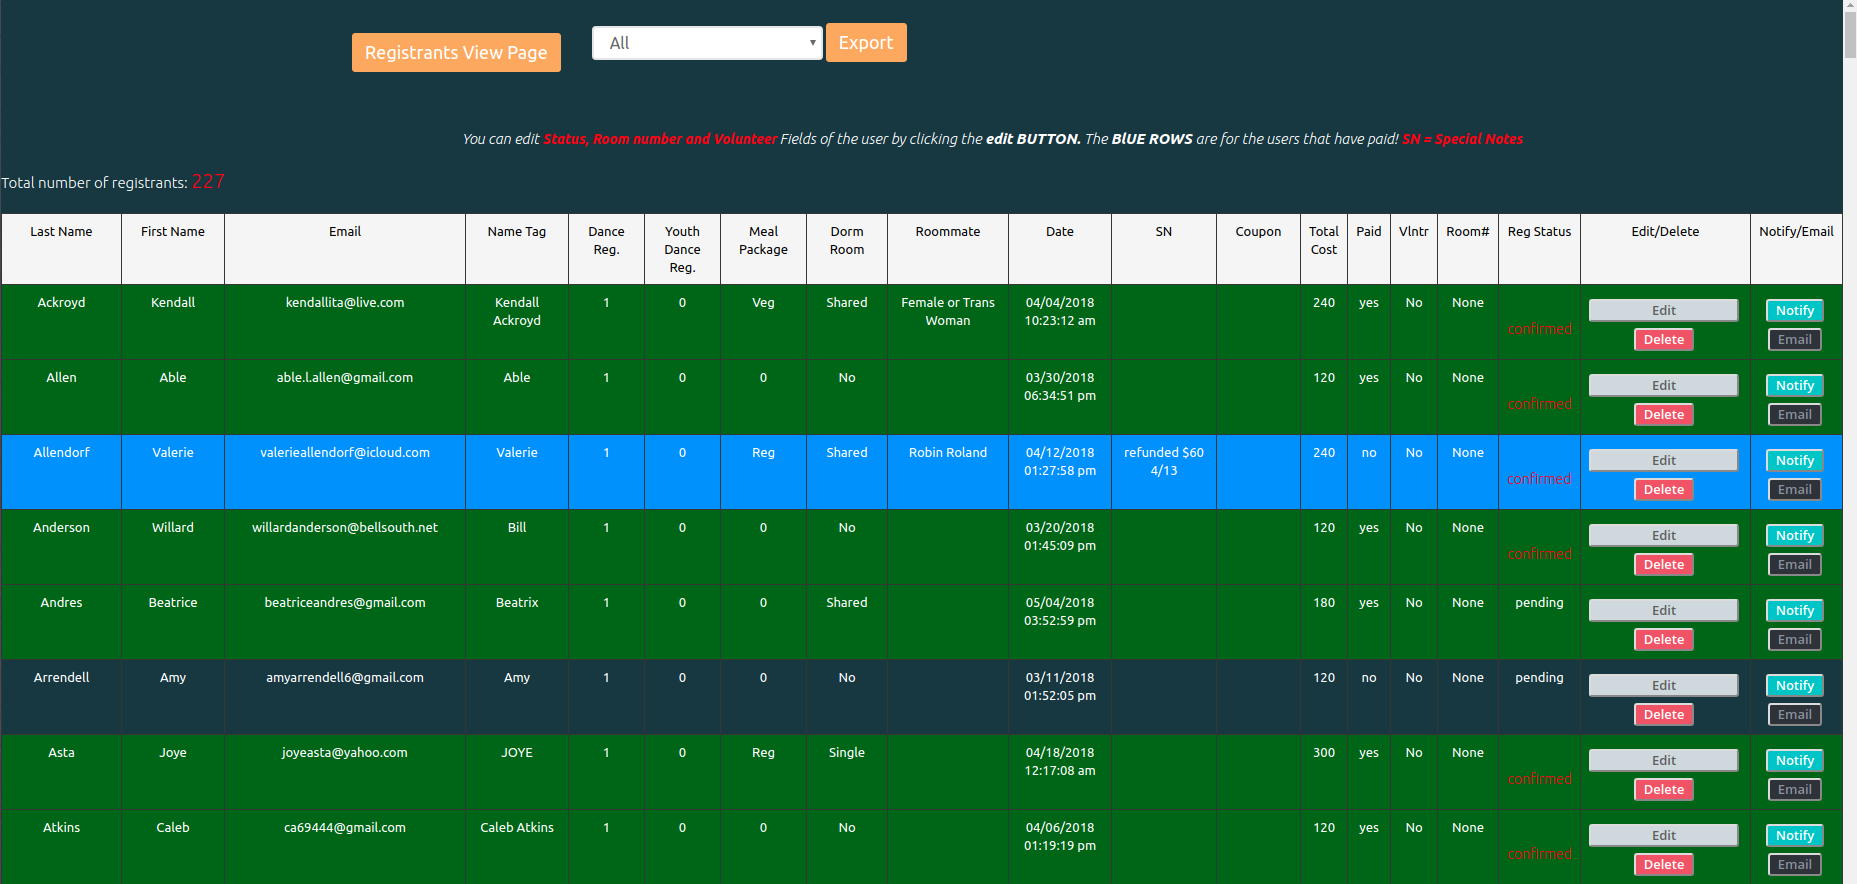 Registrants View Page All Export
You can edit Status, Room number and Volunteer Fields of the user by clicking the edit BUTTON. The BlUE ROWS are for the users that have paid! SN = Special Notes
Total number of registrants: 227
Last Name First Name Email Name Tag Dance Reg. Youth Dance Reg. Meal Package Dorm Room Roommate Date SN Coupon Total Cost Paid Vlntr Room# Reg Status Edit/Delete Notify/Email
Ackroyd Kendall kendallita@live.com Kendall Ackroyd 1 0 Veg Shared Female or Trans Woman 04/04/2018 10:23:12 am 240 yes No None confirmed Edit Delete Notify Email
Allen Able able.l.allen@gmail.com Able 1 0 0 No 03/30/2018 06:34:51 pm 120 yes No None confirmed Edit Delete Notify Email
Allendorf Valerie valerieallendorf@icloud.com Valerie 1 0 Reg Shared Robin Roland 04/12/2018 01:27:58 pm refunded $60 4/13 240 no No None confirmed Edit Delete Notify Email
Anderson Willard willardanderson@bellsouth.net Bill 1 0 0 No 03/20/2018 01:45:09 pm 120 yes No None confirmed Edit Delete Notify Email
Andres Beatrice beatriceandres@gmail.com Beatrix 1 0 0 Shared 05/04/2018 03:52:59 pm 180 yes No None pending Edit Delete Notify Email
Arrendell Amy amyarrendell6@gmail.com Amy 1 0 0 No 03/11/2018 01:52:05 pm 120 no No None pending Edit Delete Notify Email
Asta Joye joyeasta@yahoo.com JOYE 1 0 Reg Single 04/18/2018 12:17:08 am 300 yes No None confirmed Edit Delete Notify Email
Atkins Caleb ca69444@gmail.com Caleb Atkins 1 0 0 No 04/06/2018 01:19:19 pm 120 yes No None confirmed Edit Delete Notify Email